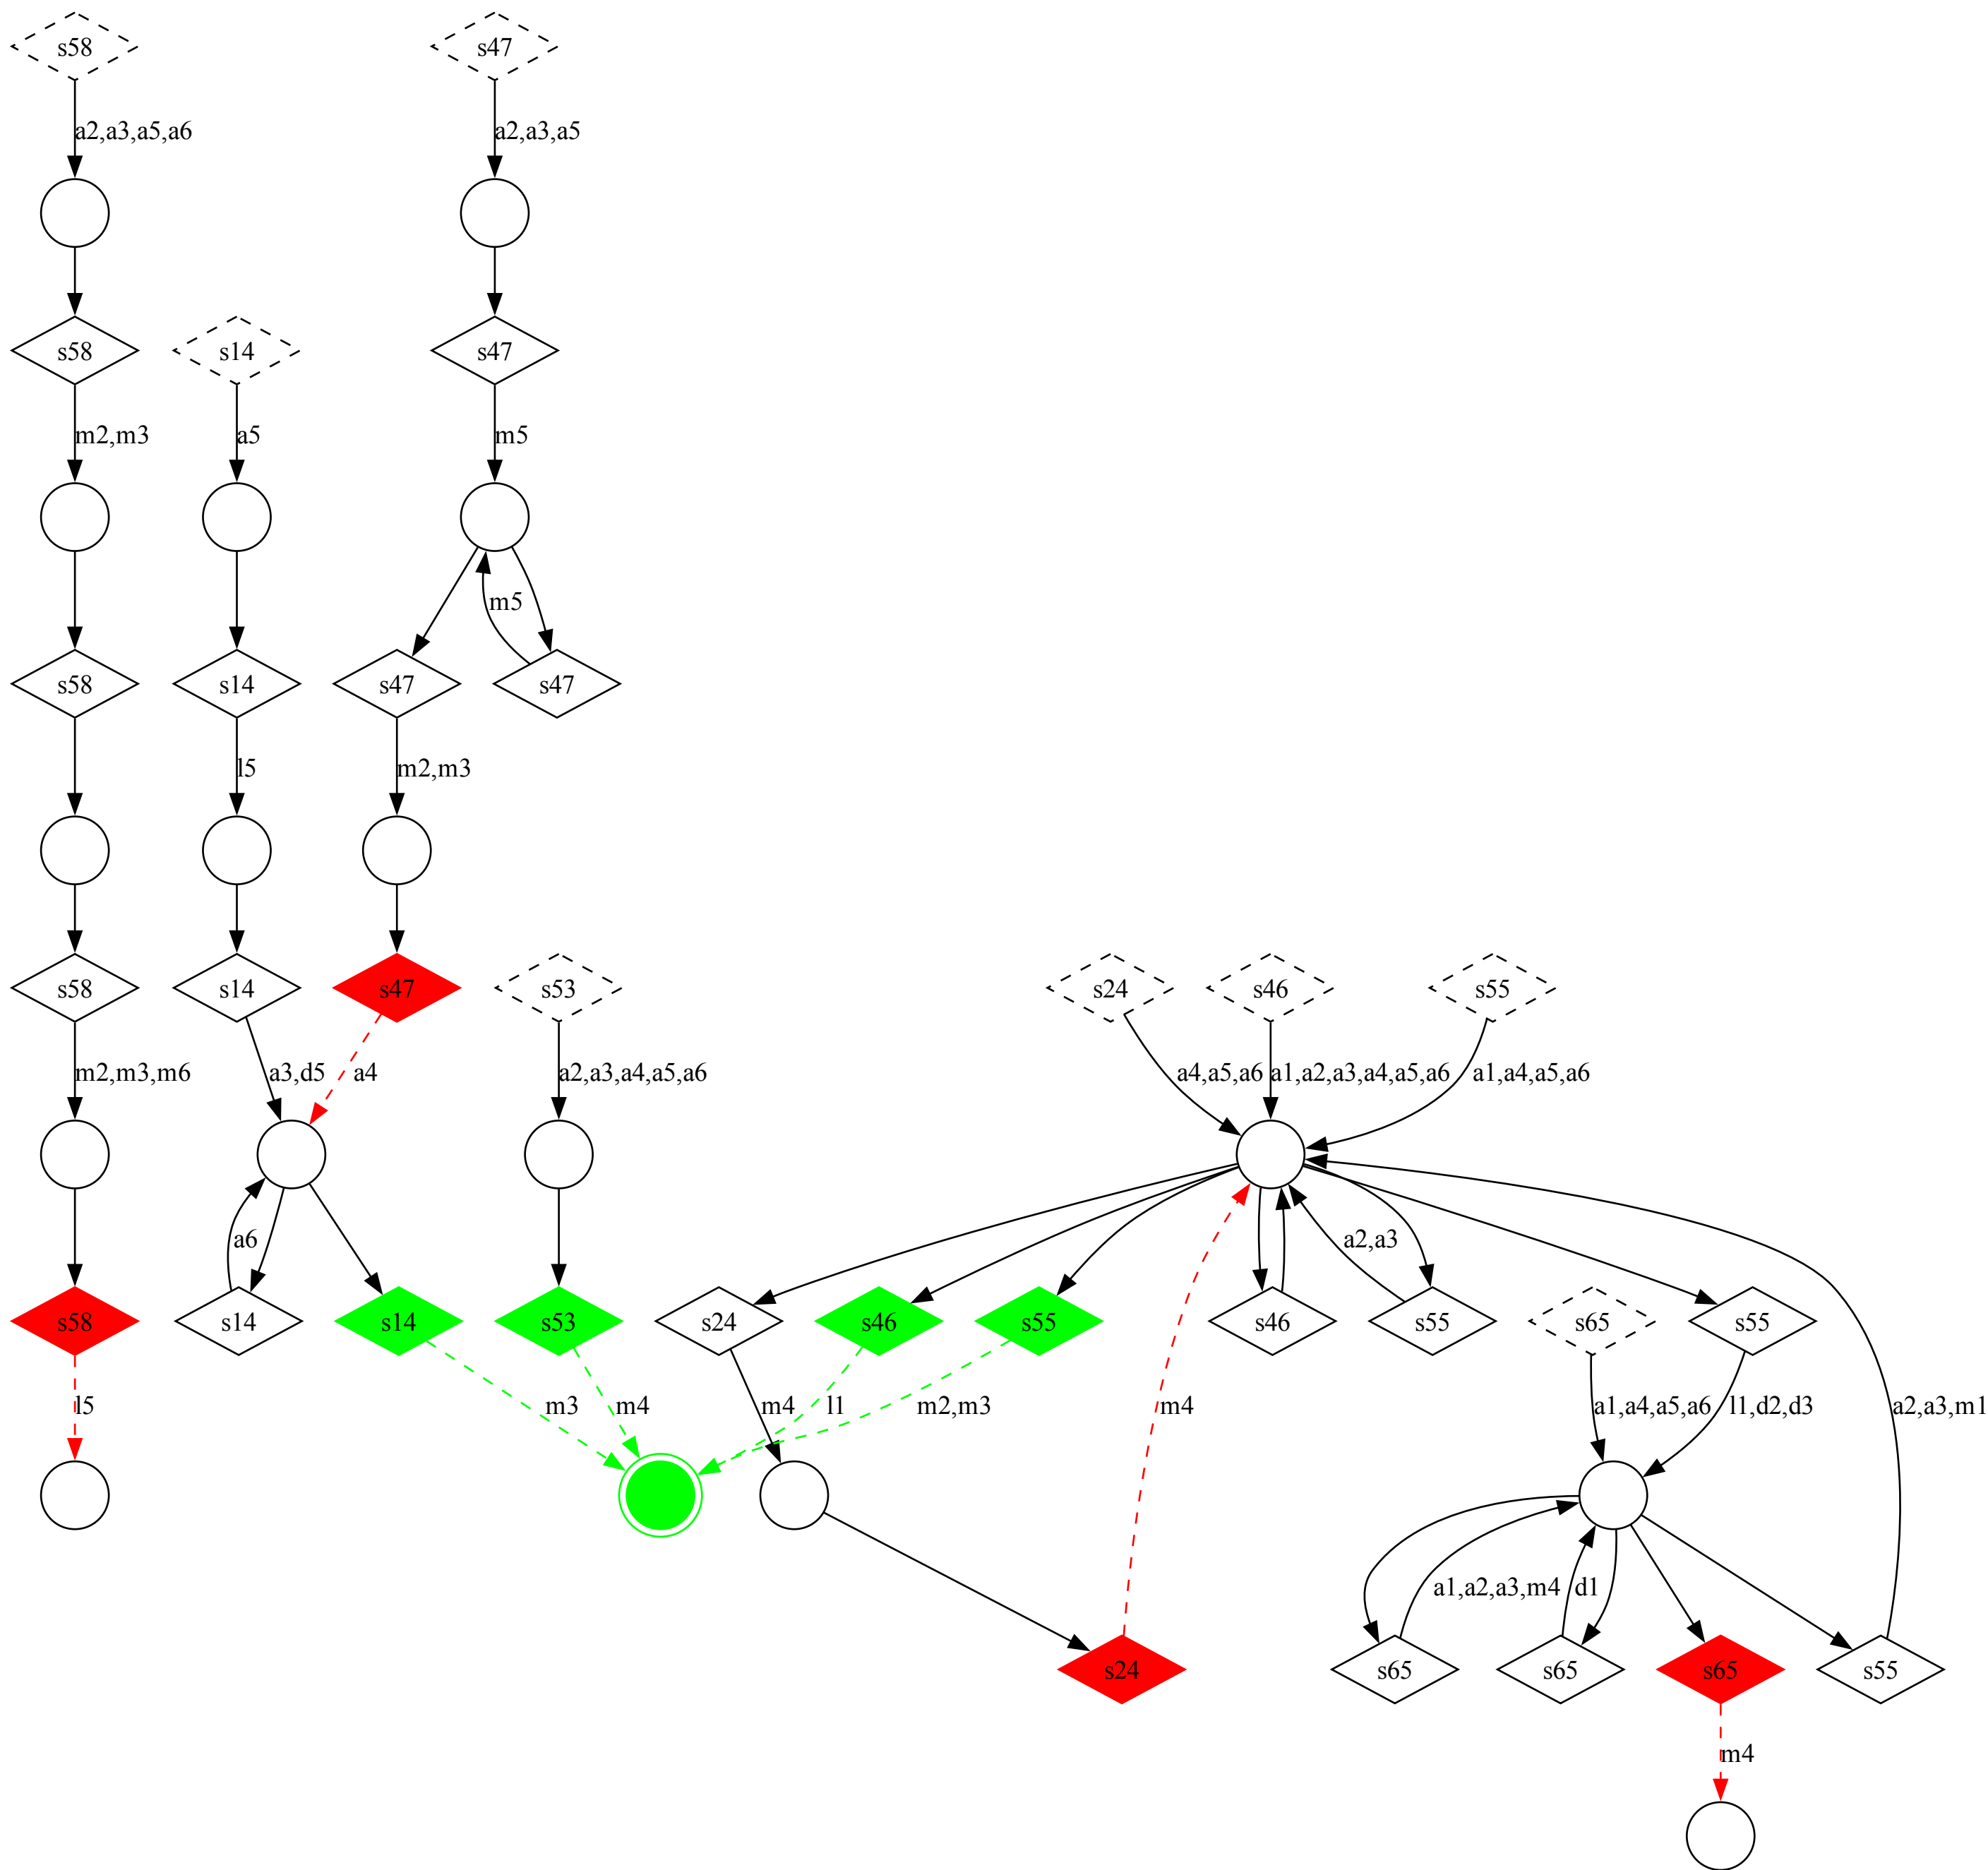 s58
s47
a2,a3,a5,a6
a2,a3,a5
s58
s14
s47
m2,m3
a5
m5
m5
s58
s14
s47
s47
l5
m2,m3
s58
s14
s47
s53
s24
s46
s55
m2,m3,m6
a3,d5
a4
a2,a3,a4,a5,a6
a4,a5,a6
a1,a2,a3,a4,a5,a6
a1,a4,a5,a6
a6
a2,a3
s58
s14
s14
s53
s24
s46
s55
s46
s55
s65
s55
l5
m3
m4
m4
l1
m2,m3
m4
a1,a4,a5,a6
l1,d2,d3
a2,a3,m1
a1,a2,a3,m4
d1
s24
s65
s65
s65
s55
m4